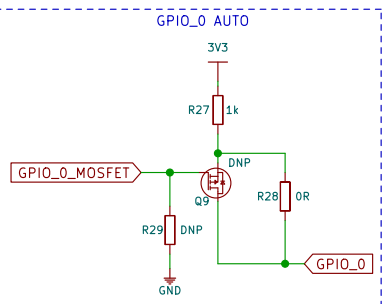 GPIO_0 AUTO
3V3
R27 1k
DNP
GPIO_0_MOSFET
Q9
R28 0R
R29 DNP
GPIO_0
GND